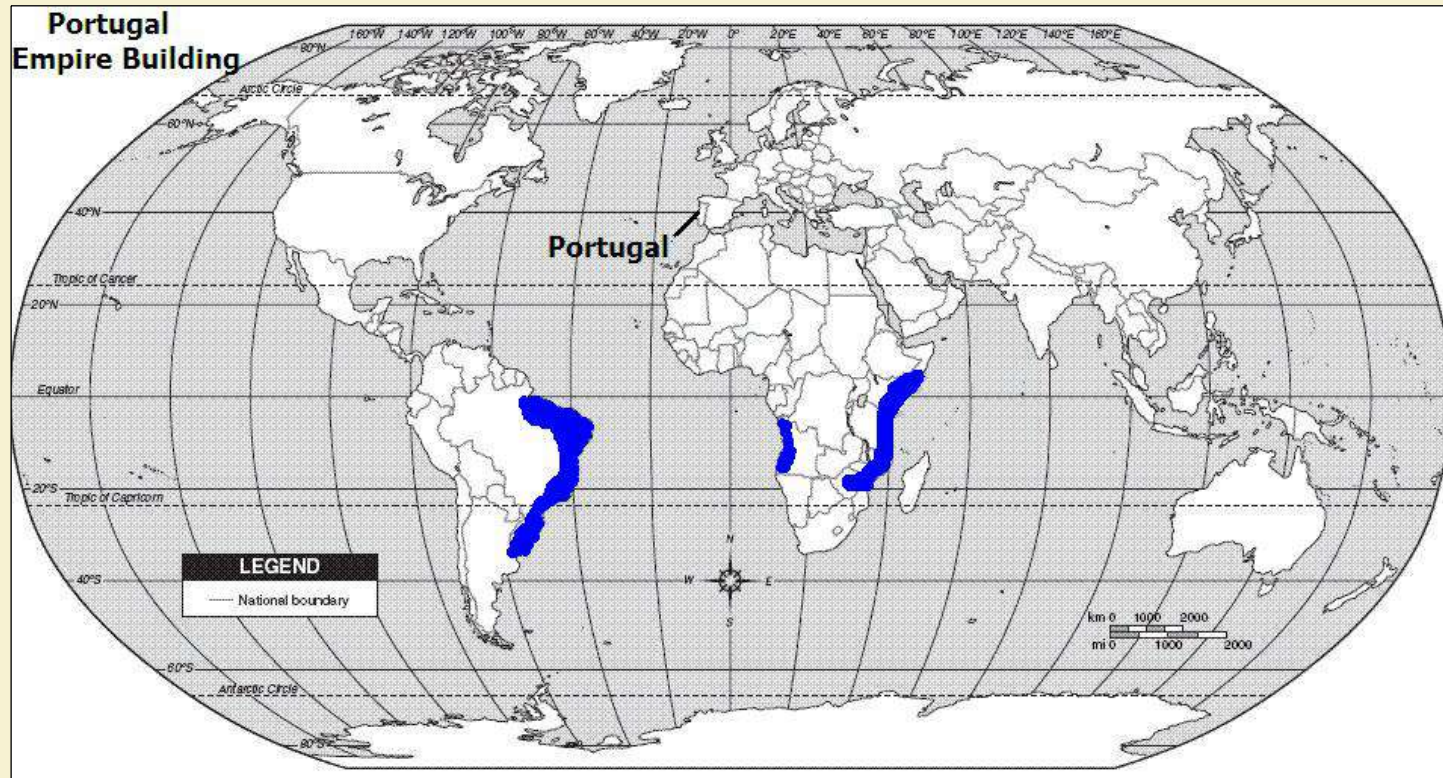 Portugal
Empire Building
160°W 140°W 120°W 100°W 80°W 60°W 40°W 20°W 0° 20°E 40°E 60°E 80°E 100°E 120°E 140°E 160°E
80°N
Arctic Circle
60°N
40°N
Portugal
Tropic of Cancer
20°N
Equator
20°S
Tropic of Capricorn
LEGEND
National boundary
40°S
N
W E
S
km 0 1000 2000
mi 0 1000 2000
60°S
Antarctic Circle
80°S